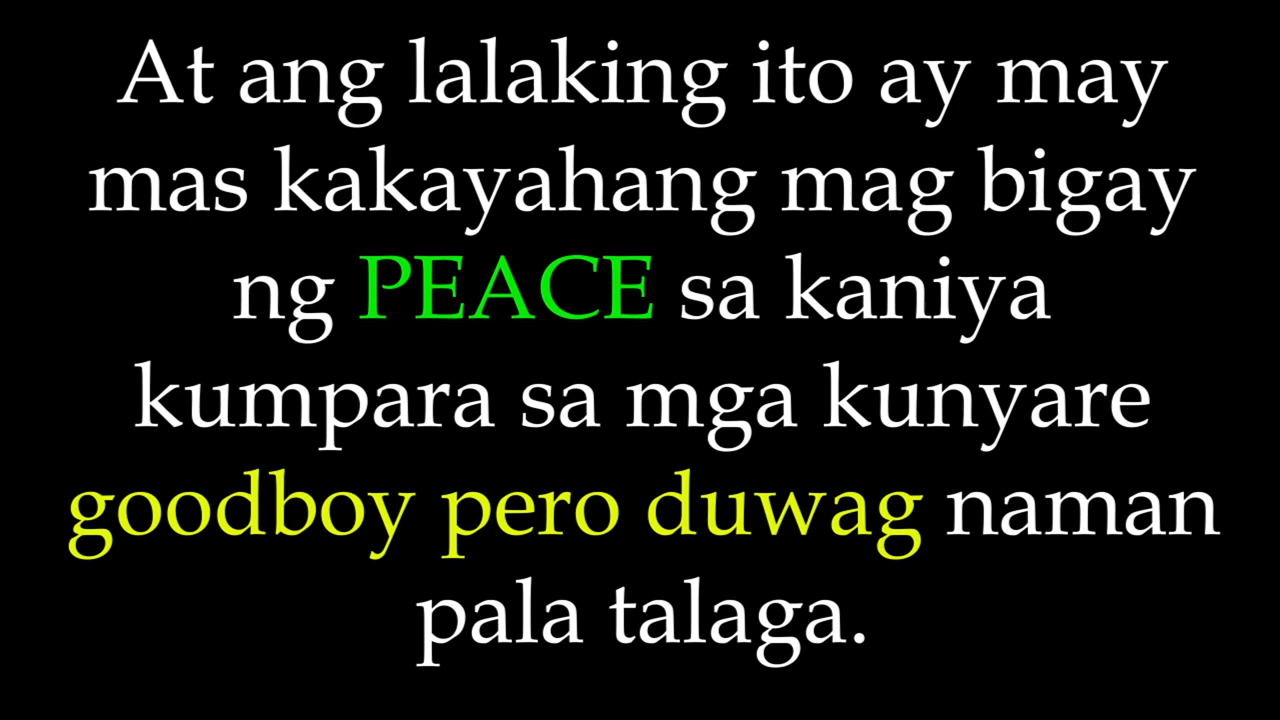 At ang lalaking ito ay may
mas kakayahang mag bigay
ng PEACE sa kaniya
kumpara sa mga kunyare
goodboy pero duwag naman
pala talaga.